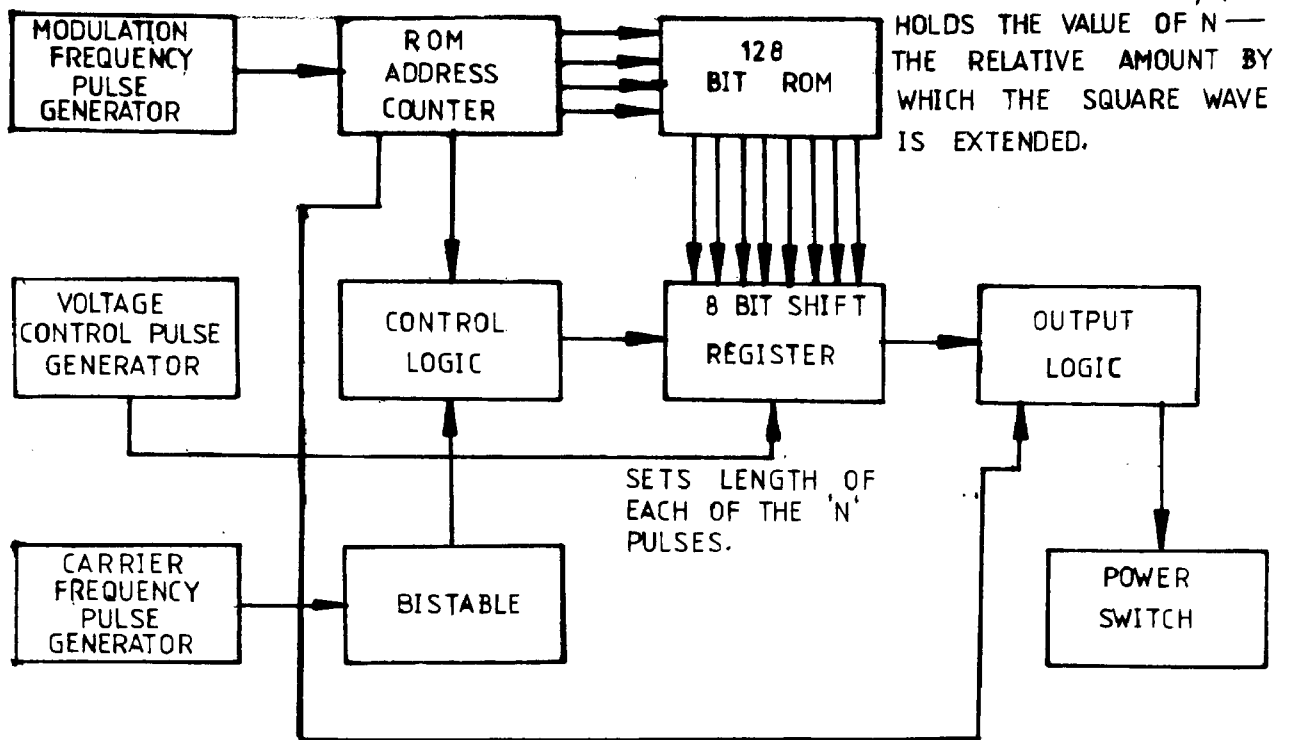 MODULATION
FREQUENCY
PULSE
GENERATOR
ROM
ADDRESS
COUNTER
128
BIT ROM
HOLDS THE VALUE OF N—
THE RELATIVE AMOUNT BY
WHICH THE SQUARE WAVE
IS EXTENDED.
VOLTAGE
CONTROL PULSE
GENERATOR
CONTROL
LOGIC
8 BIT SHIFT
REGISTER
OUTPUT
LOGIC
SETS LENGTH OF
EACH OF THE 'N'
PULSES.
CARRIER
FREQUENCY
PULSE
GENERATOR
BISTABLE
POWER
SWITCH